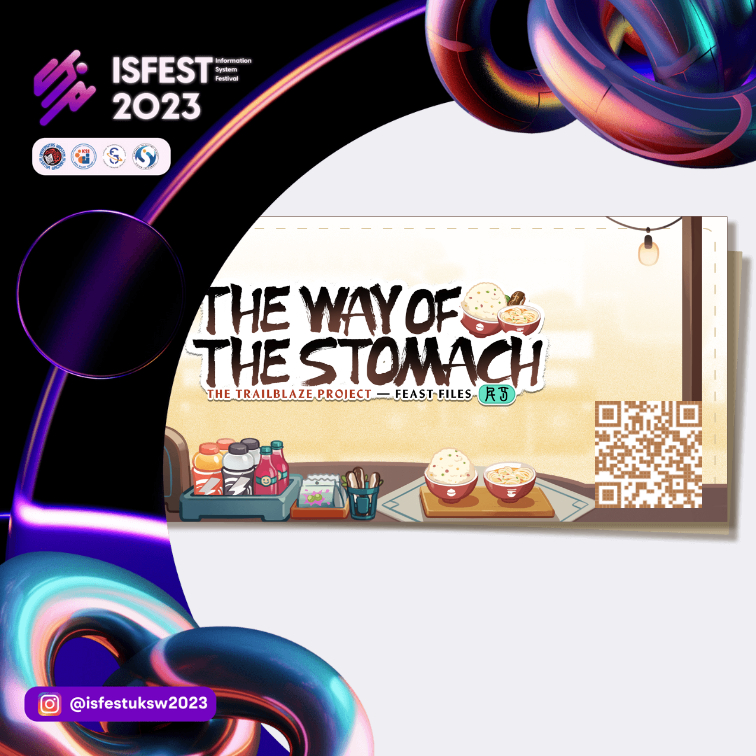 ISFEST
Information
System
Festival
2023
THE WAY OF
THE STOMACH
THE TRAILBLAZE PROJECT — FEAST FILES
@isfestuksw2023